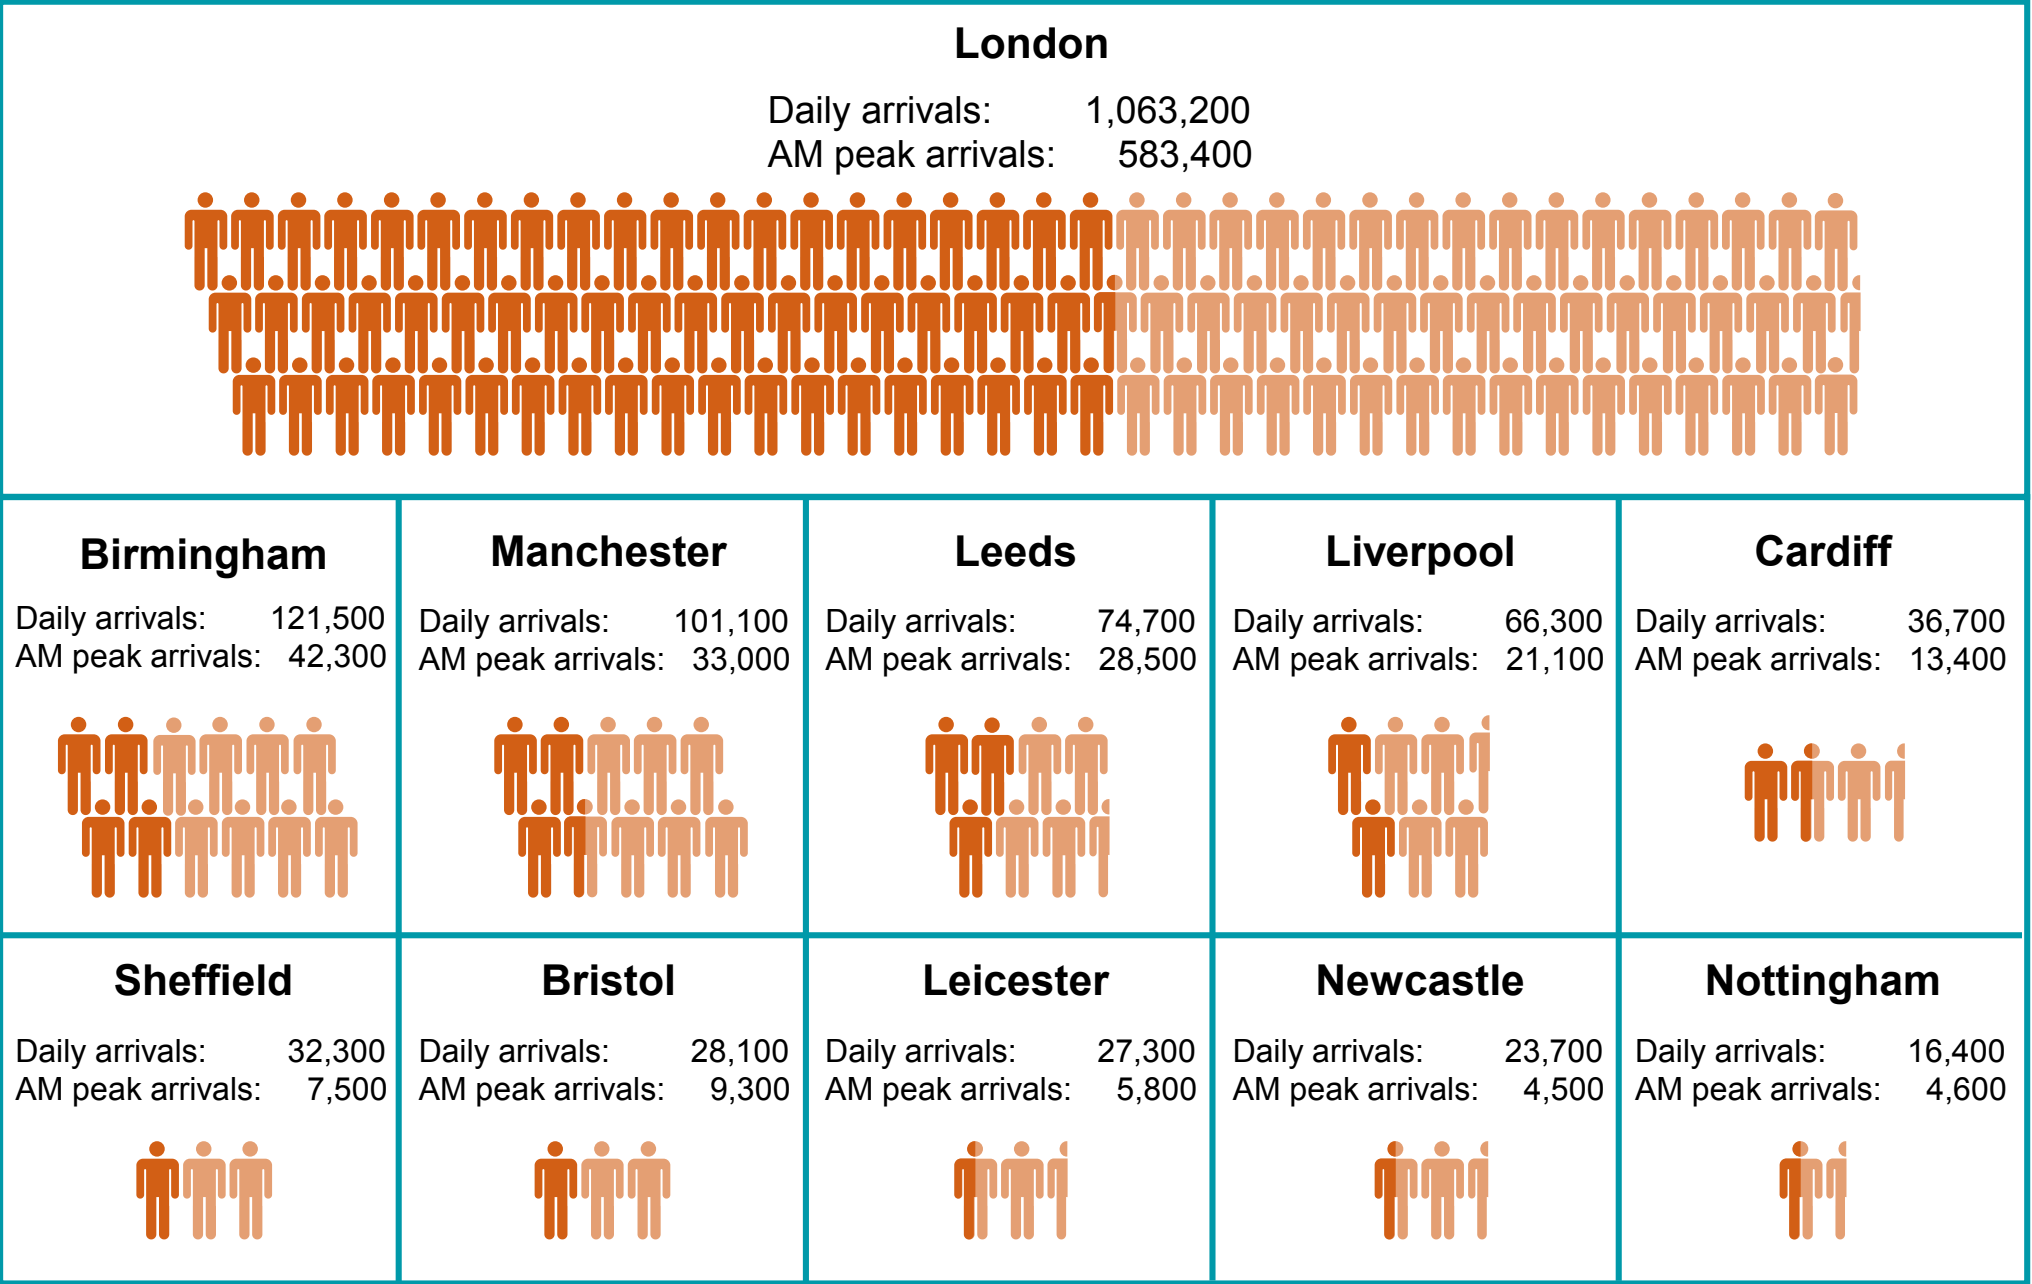 London
Daily arrivals: 1,063,200
AM peak arrivals: 583,400
Birmingham
Daily arrivals: 121,500
AM peak arrivals: 42,300
Manchester
Daily arrivals: 101,100
AM peak arrivals: 33,000
Leeds
Daily arrivals: 74,700
AM peak arrivals: 28,500
Liverpool
Daily arrivals: 66,300
AM peak arrivals: 21,100
Cardiff
Daily arrivals: 36,700
AM peak arrivals: 13,400
Sheffield
Daily arrivals: 32,300
AM peak arrivals: 7,500
Bristol
Daily arrivals: 28,100
AM peak arrivals: 9,300
Leicester
Daily arrivals: 27,300
AM peak arrivals: 5,800
Newcastle
Daily arrivals: 23,700
AM peak arrivals: 4,500
Nottingham
Daily arrivals: 16,400
AM peak arrivals: 4,600